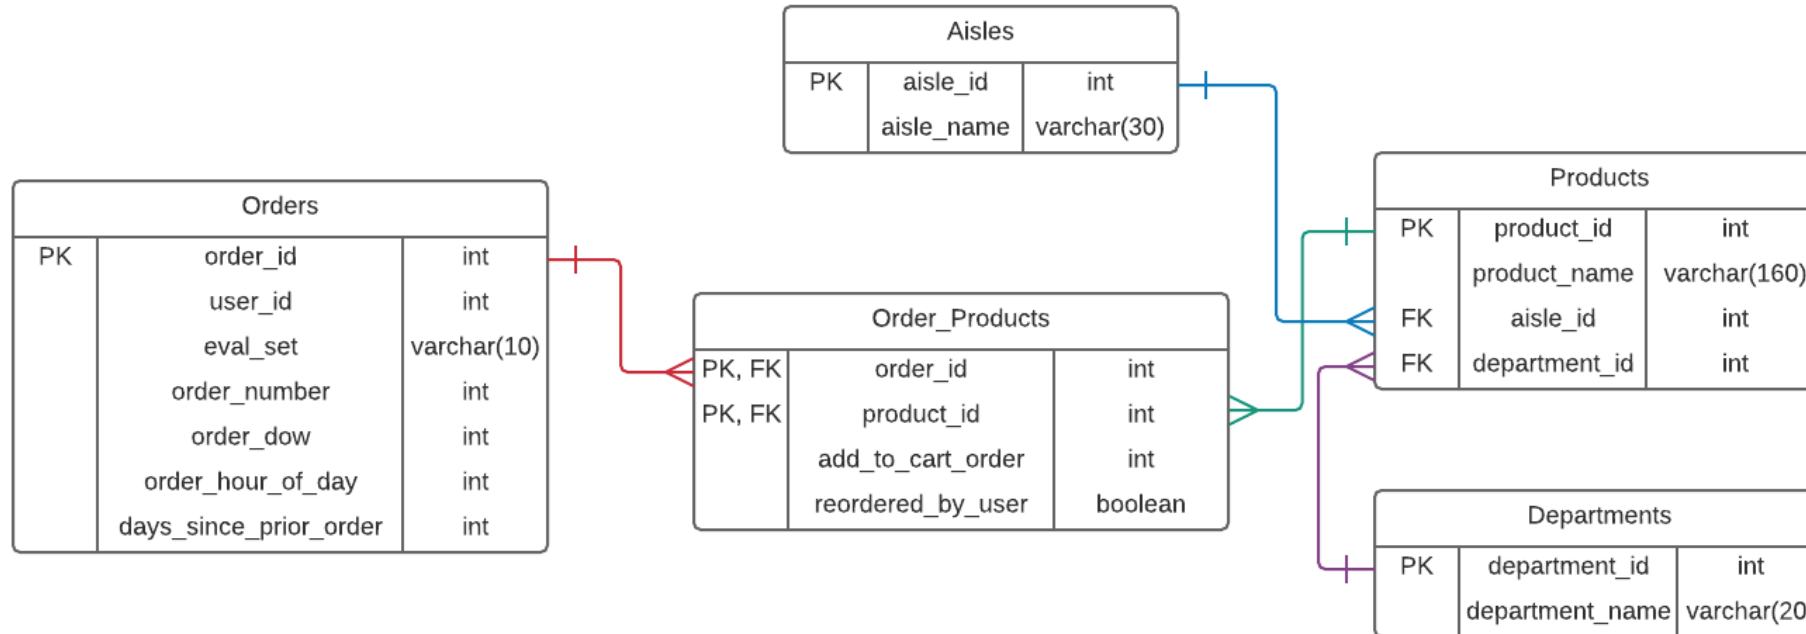 Aisles
PK aisle_id int
aisle_name varchar(30)
Orders
PK order_id int
user_id int
eval_set varchar(10)
order_number int
order_dow int
order_hour_of_day int
days_since_prior_order int
Order_Products
PK, FK order_id int
PK, FK product_id int
add_to_cart_order int
reordered_by_user boolean
Products
PK product_id int
product_name varchar(160)
FK aisle_id int
FK department_id int
Departments
PK department_id int
department_name varchar(20